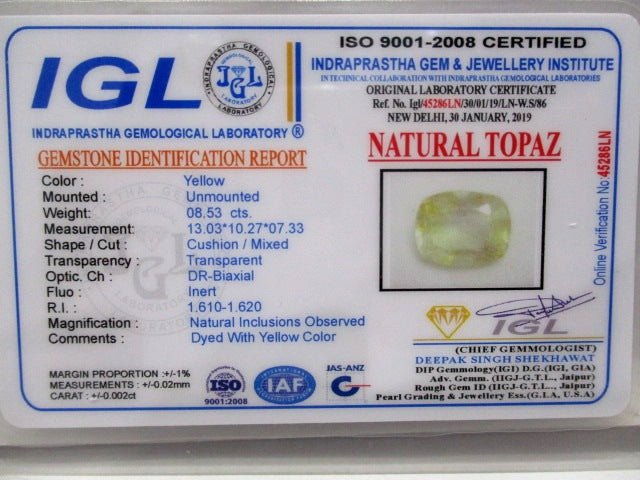 IGL
INDRAPRASTHA GEMOLOGICAL LABORATORY ®
GEMSTONE IDENTIFICATION REPORT
Color : Yellow
Mounted : Unmounted
Weight: 08.53 cts.
Measurement: 13.03*10.27*07.33
Shape / Cut : Cushion / Mixed
Transparency : Transparent
Optic. Ch : DR-Biaxial
Fluo : Inert
R.I. : 1.610-1.620
Magnification : Natural Inclusions Observed
Comments : Dyed With Yellow Color
MARGIN PROPORTION :+/-1%
MEASUREMENTS : +/-0.02mm
CARAT : +/-0.002ct
ISO
9001:2008
IAF
JAS-ANZ
ISO 9001-2008 CERTIFIED
INDRAPRASTHA GEM & JEWELLERY INSTITUTE
IN TECHNICAL COLLABORATION WITH INDRAPRASTHA GEMOLOGICAL LABORATORIES
ORIGINAL LABORATORY CERTIFICATE
Ref. No. Igl/45286LN/30/01/19/LN-W.S/86
NEW DELHI, 30 JANUARY, 2019
NATURAL TOPAZ
Online Verification No:45286LN
IGL
(CHIEF GEMMOLOGIST)
DEEPAK SINGH SHEKHAWAT
DIP Gemmology(IGI) D.G.(IGI, GIA)
Adv. Gemm. (IIGJ-G.T.L., Jaipur)
Rough Gem ID (IIGJ-G.T.L., Jaipur)
Pearl Grading & Jewellery Ess.(G.I.A, U.S.A)